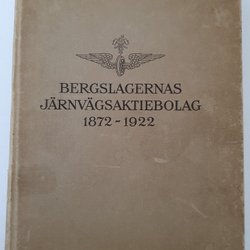 BERGSLAGERNAS
JÄRNVÄGSAKTIEBOLAG
1872-1922